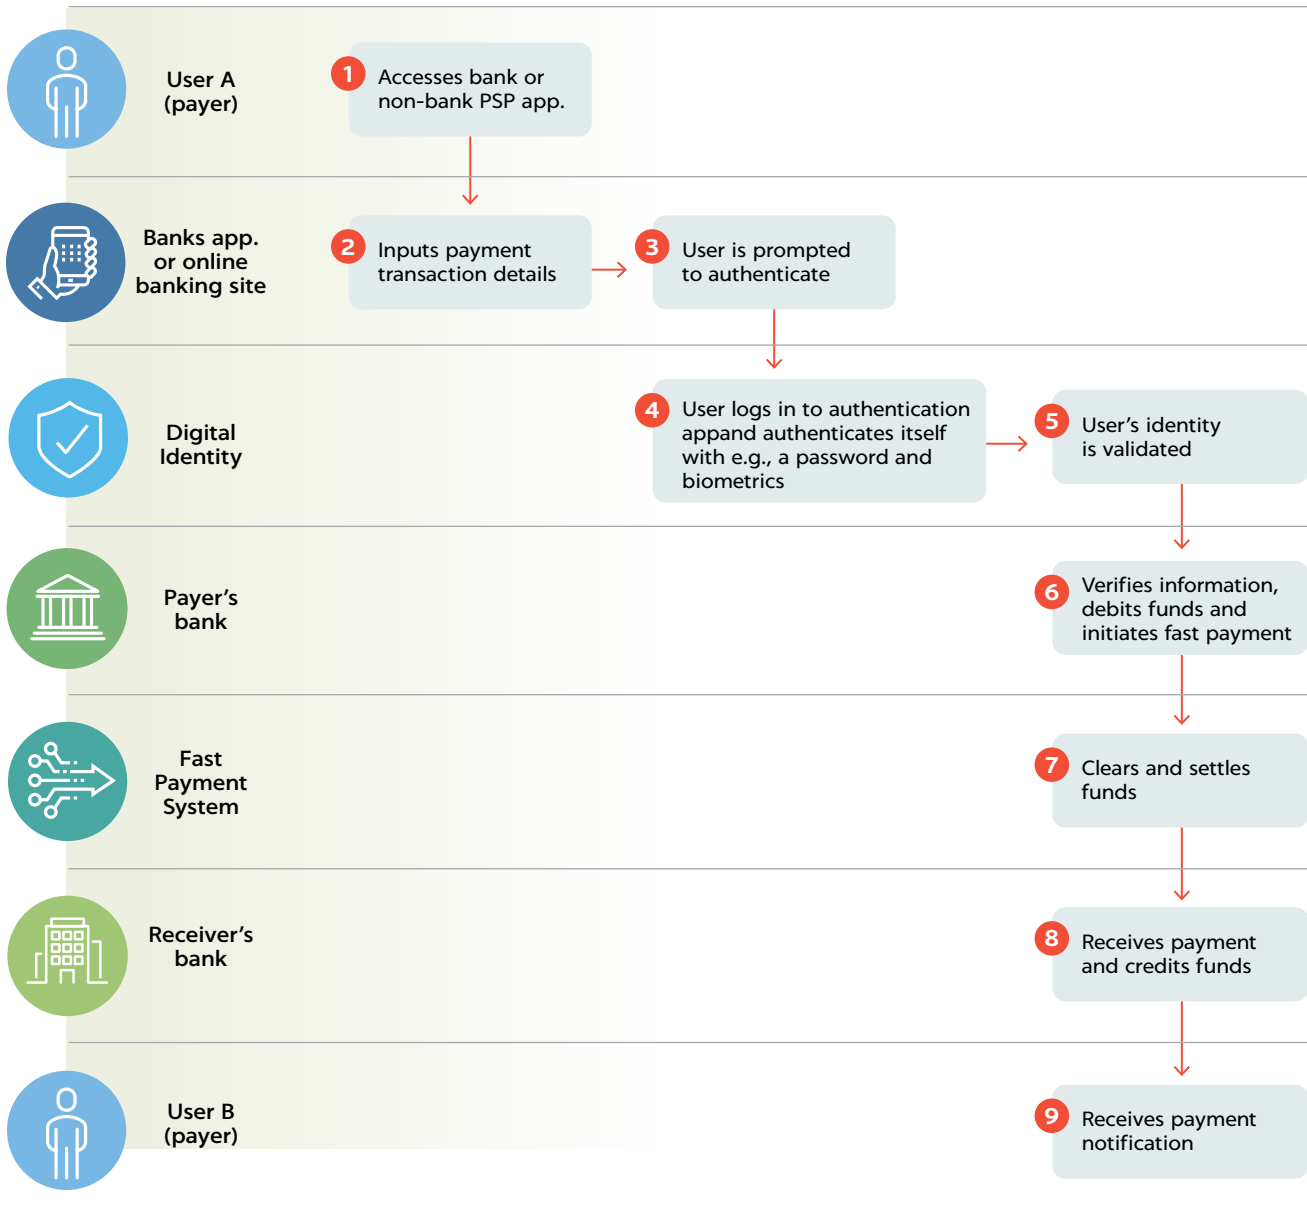 User A
(payer)
1
Accesses bank or
non-bank PSP app.
Banks app.
or online
banking site
2
Inputs payment
transaction details
3
User is prompted
to authenticate
Digital
Identity
4
User logs in to authentication
appand authenticates itself
with e.g., a password and
biometrics
5
User’s identity
is validated
Payer’s
bank
6
Verifies information,
debits funds and
initiates fast payment
Fast
Payment
System
7
Clears and settles
funds
Receiver’s
bank
8
Receives payment
and credits funds
User B
(payer)
9
Receives payment
notification